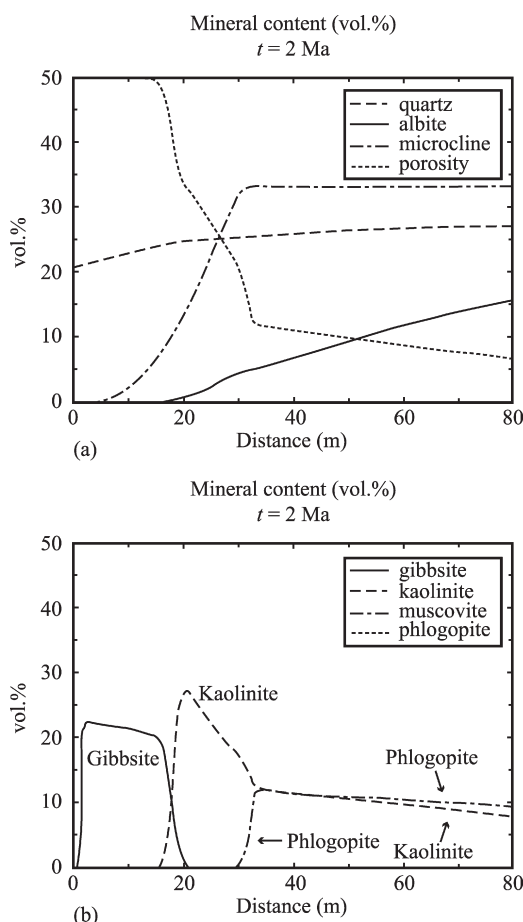 Mineral content (vol.%)
t = 2 Ma
50
40
30
20
10
0
vol.%
quartz
albite
microcline
porosity
0 20 40 60 80
Distance (m)
(a)
Mineral content (vol.%)
t = 2 Ma
50
40
30
20
10
0
vol.%
gibbsite
kaolinite
muscovite
phlogopite
Kaolinite
Gibbsite
Phlogopite
Phlogopite
Kaolinite
0 20 40 60 80
Distance (m)
(b)